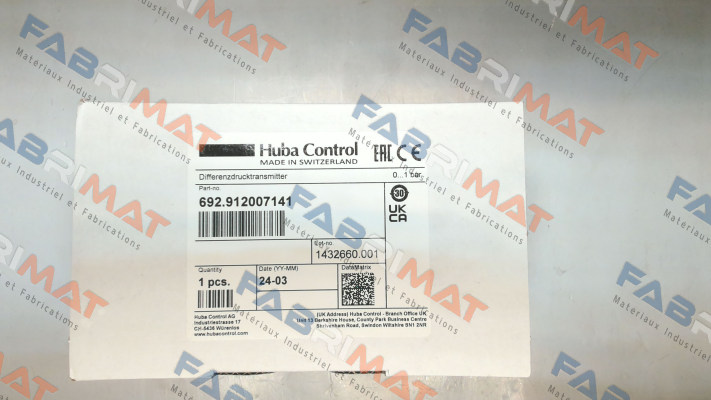 Huba Control
MADE IN SWITZERLAND
EAC CE
Differenzdrucktransmitter
0...1 bar
Part-no.
692.912007141
30
UK
CA
Lot-no.
1432660.001
Quantity
1 pcs.
Date (YY-MM)
24-03
DataMatrix
Huba Control AG
Industriestrasse 17
CH-5436 Würenlos
www.hubacontrol.com
(UK Address) Huba Control - Branch Office UK
Unit 13 Berkshire House, County Park Business Centre
Shrivenham Road, Swindon Wiltshire SN1 2NR
FABRIMAT
Matériaux Industriel et Fabrications